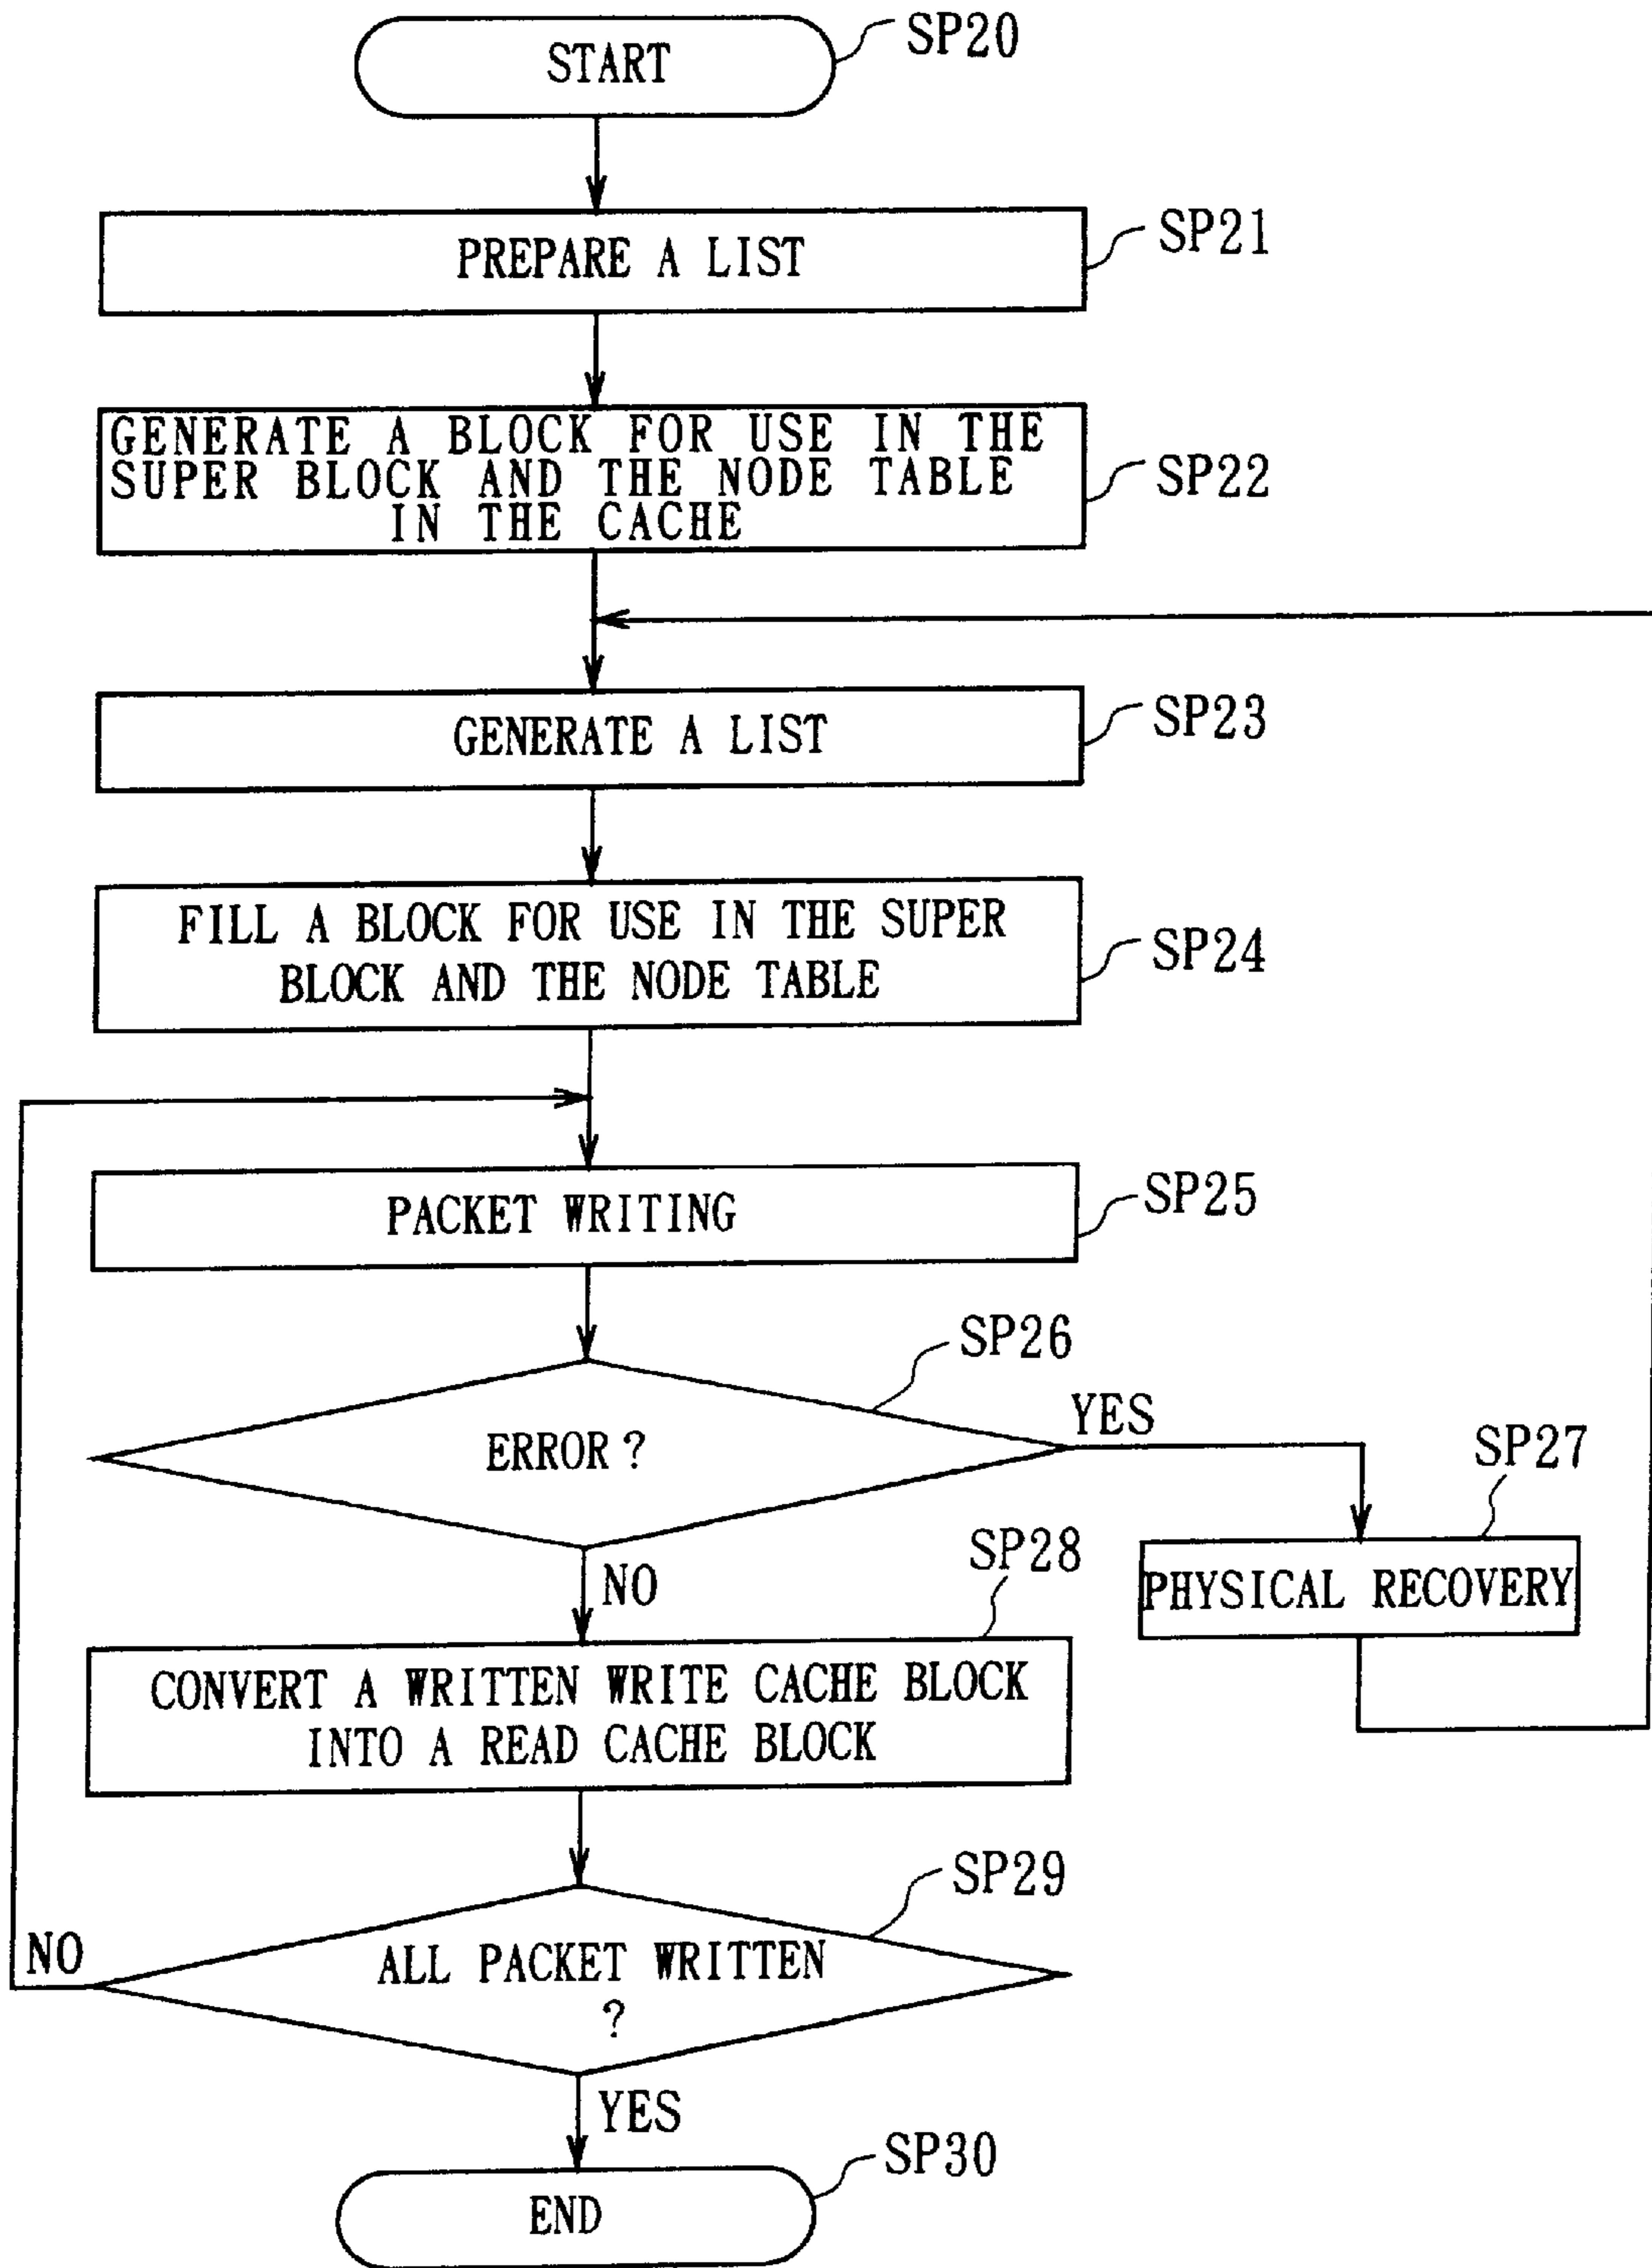 START
SP20
PREPARE A LIST
SP21
GENERATE A BLOCK FOR USE IN THE
SUPER BLOCK AND THE NODE TABLE
IN THE CACHE
SP22
GENERATE A LIST
SP23
FILL A BLOCK FOR USE IN THE SUPER
BLOCK AND THE NODE TABLE
SP24
PACKET WRITING
SP25
SP26
ERROR ?
YES
SP27
PHYSICAL RECOVERY
NO
SP28
CONVERT A WRITTEN WRITE CACHE BLOCK
INTO A READ CACHE BLOCK
SP29
ALL PACKET WRITTEN
?
NO
YES
SP30
END